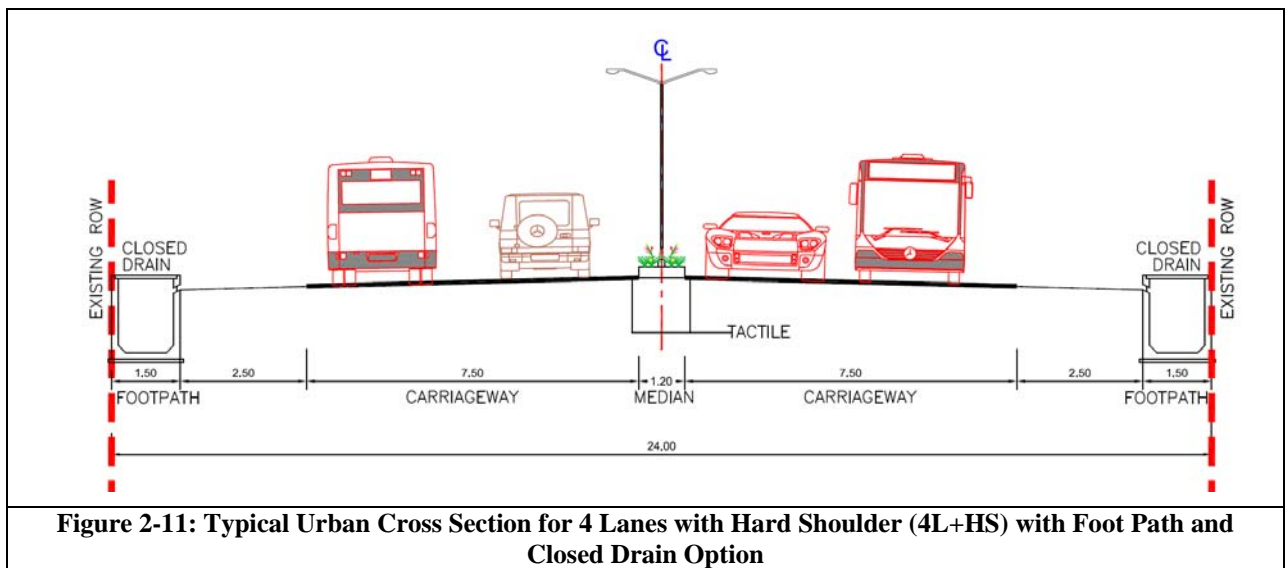 CL
EXISTING ROW
CLOSED
DRAIN
CLOSED
DRAIN
EXISTING ROW
TACTILE
1.50
2.50
7.50
1.20
7.50
2.50
1.50
FOOTPATH
CARRIAGEWAY
MEDIAN
CARRIAGEWAY
FOOTPATH
24.00
Figure 2-11: Typical Urban Cross Section for 4 Lanes with Hard Shoulder (4L+HS) with Foot Path and
Closed Drain Option